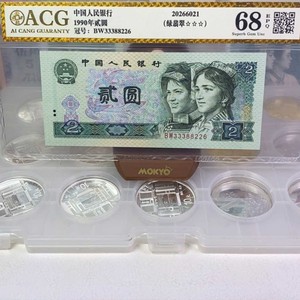 ACG
AI CANG GUARANTY
中国人民银行
1990年贰圆
冠号: BW33388226
20266021
(绿翡翠☆☆☆)
68 EPQ
Superb Gem Unc
中国人民银行
贰圆
2
2
BW33388226
MOKYO